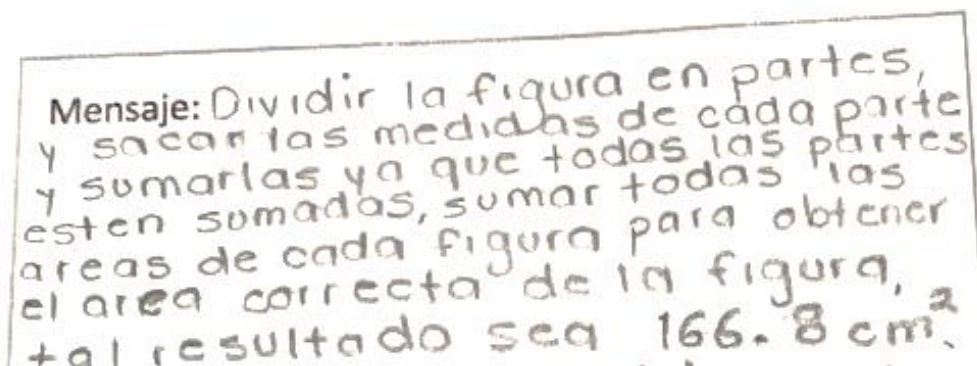 Mensaje: Dividir la figura en partes,
y sacar las medidas de cada parte
y sumarlas ya que todas las partes
esten sumadas, sumar todas las
areas de cada figura para obtener
el area correcta de la figura,
tal resultado sea 166.8 cm².